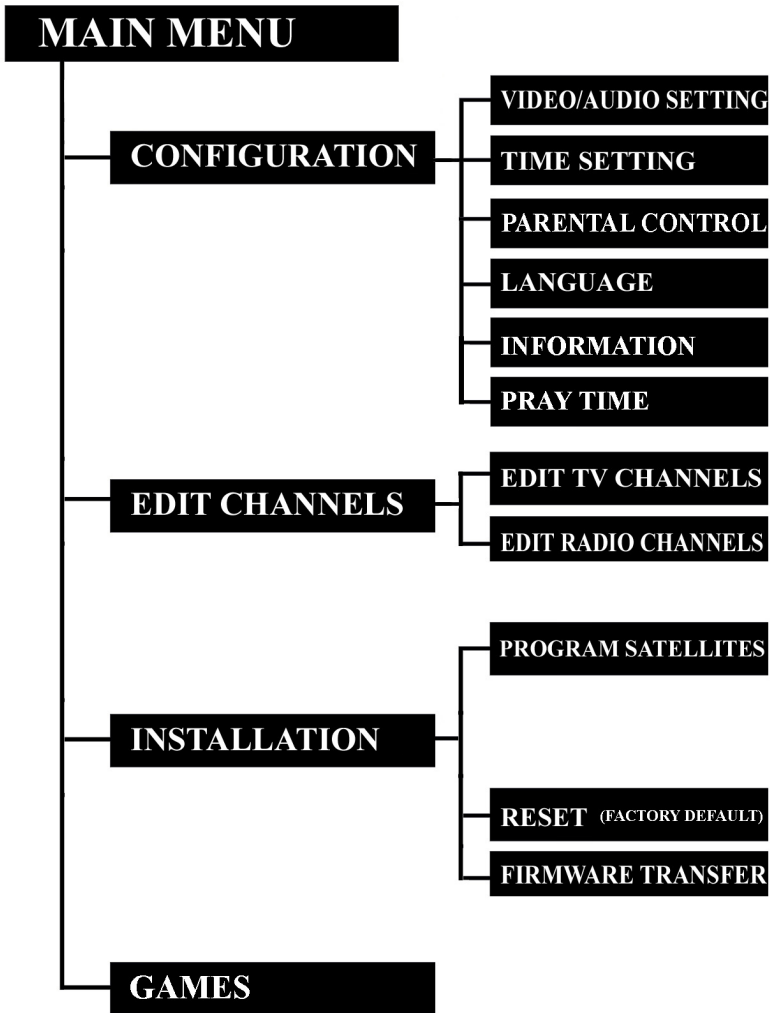 MAIN MENU
CONFIGURATION
VIDEO/AUDIO SETTING
TIME SETTING
PARENTAL CONTROL
LANGUAGE
INFORMATION
PRAY TIME
EDIT CHANNELS
EDIT TV CHANNELS
EDIT RADIO CHANNELS
INSTALLATION
PROGRAM SATELLITES
RESET (FACTORY DEFAULT)
FIRMWARE TRANSFER
GAMES